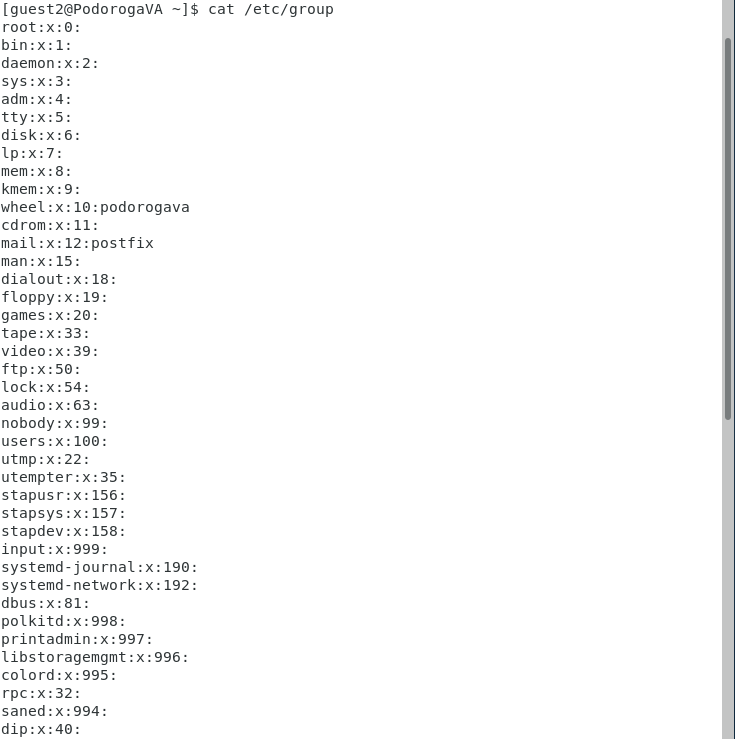 [guest2@PodorogaVA ~]$ cat /etc/group
root:x:0:
bin:x:1:
daemon:x:2:
sys:x:3:
adm:x:4:
tty:x:5:
disk:x:6:
lp:x:7:
mem:x:8:
kmem:x:9:
wheel:x:10:podorogava
cdrom:x:11:
mail:x:12:postfix
man:x:15:
dialout:x:18:
floppy:x:19:
games:x:20:
tape:x:33:
video:x:39:
ftp:x:50:
lock:x:54:
audio:x:63:
nobody:x:99:
users:x:100:
utmp:x:22:
utempter:x:35:
stapusr:x:156:
stapsys:x:157:
stapdev:x:158:
input:x:999:
systemd-journal:x:190:
systemd-network:x:192:
dbus:x:81:
polkitd:x:998:
printadmin:x:997:
libstoragemgmt:x:996:
colord:x:995:
rpc:x:32:
saned:x:994:
dip:x:40: